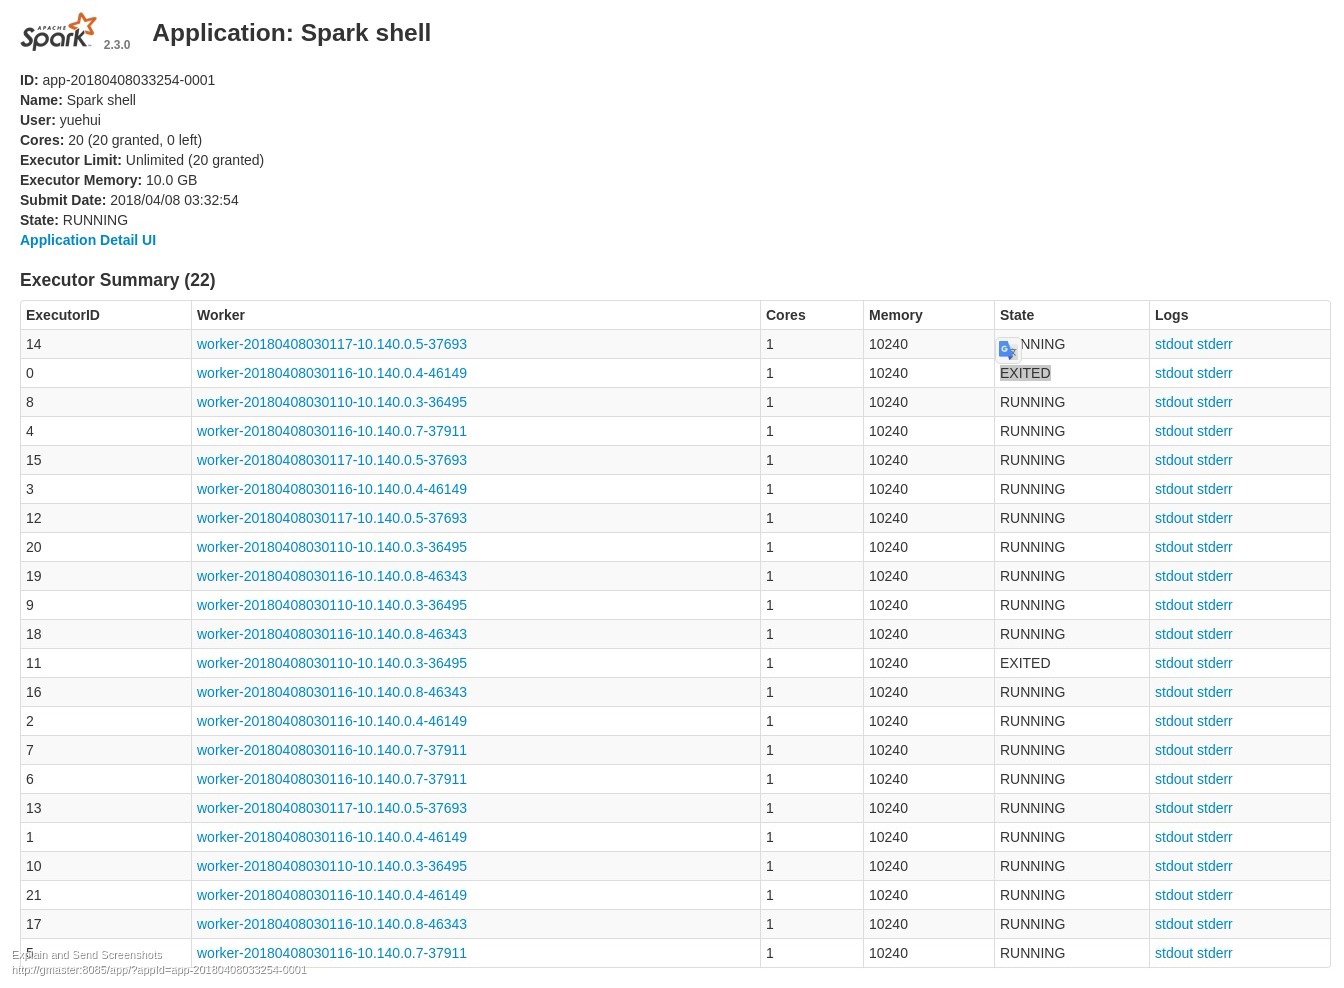 APACHE
Spark 2.3.0 Application: Spark shell
ID: app-20180408033254-0001
Name: Spark shell
User: yuehui
Cores: 20 (20 granted, 0 left)
Executor Limit: Unlimited (20 granted)
Executor Memory: 10.0 GB
Submit Date: 2018/04/08 03:32:54
State: RUNNING
Application Detail UI
Executor Summary (22)
ExecutorID Worker Cores Memory State Logs
14 worker-20180408030117-10.140.0.5-37693 1 10240 NNING stdout stderr
0 worker-20180408030116-10.140.0.4-46149 1 10240 EXITED stdout stderr
8 worker-20180408030110-10.140.0.3-36495 1 10240 RUNNING stdout stderr
4 worker-20180408030116-10.140.0.7-37911 1 10240 RUNNING stdout stderr
15 worker-20180408030117-10.140.0.5-37693 1 10240 RUNNING stdout stderr
3 worker-20180408030116-10.140.0.4-46149 1 10240 RUNNING stdout stderr
12 worker-20180408030117-10.140.0.5-37693 1 10240 RUNNING stdout stderr
20 worker-20180408030110-10.140.0.3-36495 1 10240 RUNNING stdout stderr
19 worker-20180408030116-10.140.0.8-46343 1 10240 RUNNING stdout stderr
9 worker-20180408030110-10.140.0.3-36495 1 10240 RUNNING stdout stderr
18 worker-20180408030116-10.140.0.8-46343 1 10240 RUNNING stdout stderr
11 worker-20180408030110-10.140.0.3-36495 1 10240 EXITED stdout stderr
16 worker-20180408030116-10.140.0.8-46343 1 10240 RUNNING stdout stderr
2 worker-20180408030116-10.140.0.4-46149 1 10240 RUNNING stdout stderr
7 worker-20180408030116-10.140.0.7-37911 1 10240 RUNNING stdout stderr
6 worker-20180408030116-10.140.0.7-37911 1 10240 RUNNING stdout stderr
13 worker-20180408030117-10.140.0.5-37693 1 10240 RUNNING stdout stderr
1 worker-20180408030116-10.140.0.4-46149 1 10240 RUNNING stdout stderr
10 worker-20180408030110-10.140.0.3-36495 1 10240 RUNNING stdout stderr
21 worker-20180408030116-10.140.0.4-46149 1 10240 RUNNING stdout stderr
17 worker-20180408030116-10.140.0.8-46343 1 10240 RUNNING stdout stderr
5 worker-20180408030116-10.140.0.7-37911 1 10240 RUNNING stdout stderr
Explain and Send Screenshots
http://gmaster:8085/app/?appId=app-20180408033254-0001